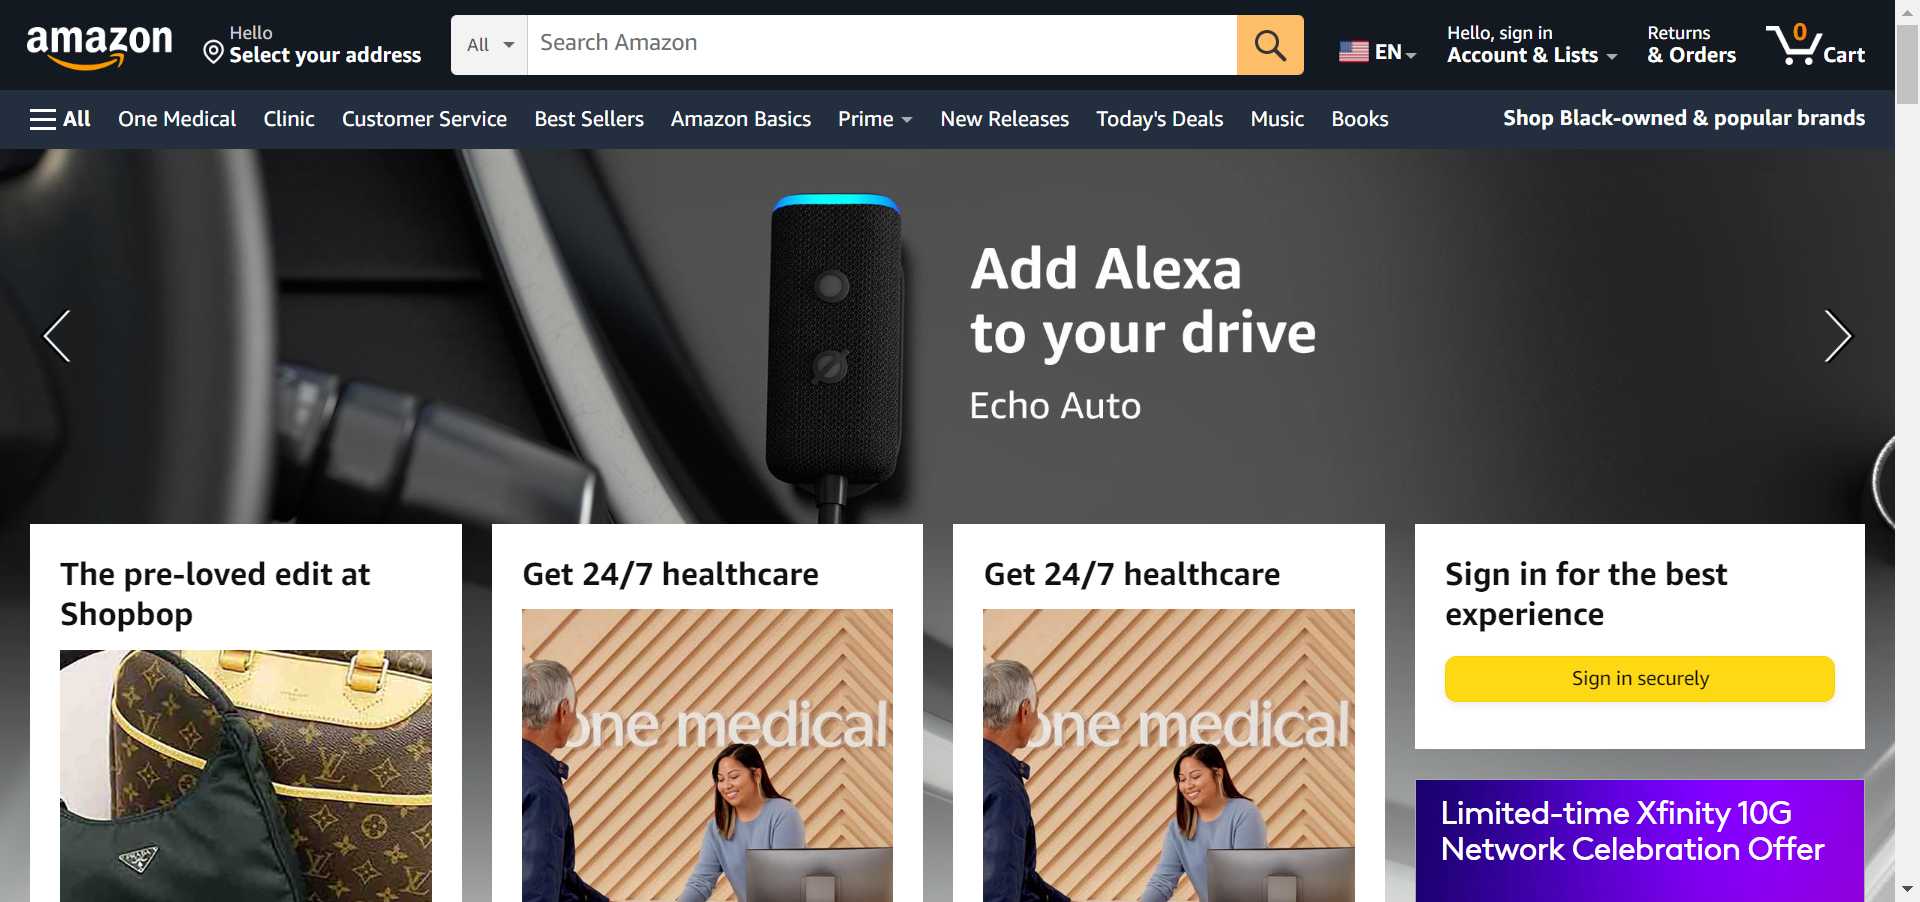 amazon
Hello
Select your address
All
Search Amazon
EN
Hello, sign in
Account & Lists
Returns
& Orders
0
Cart
All
One Medical
Clinic
Customer Service
Best Sellers
Amazon Basics
Prime
New Releases
Today's Deals
Music
Books
Shop Black-owned & popular brands
Add Alexa
to your drive
Echo Auto
The pre-loved edit at
Shopbop
Get 24/7 healthcare
one medical
Get 24/7 healthcare
one medical
Sign in for the best
experience
Sign in securely
Limited-time Xfinity 10G
Network Celebration Offer
PRADA